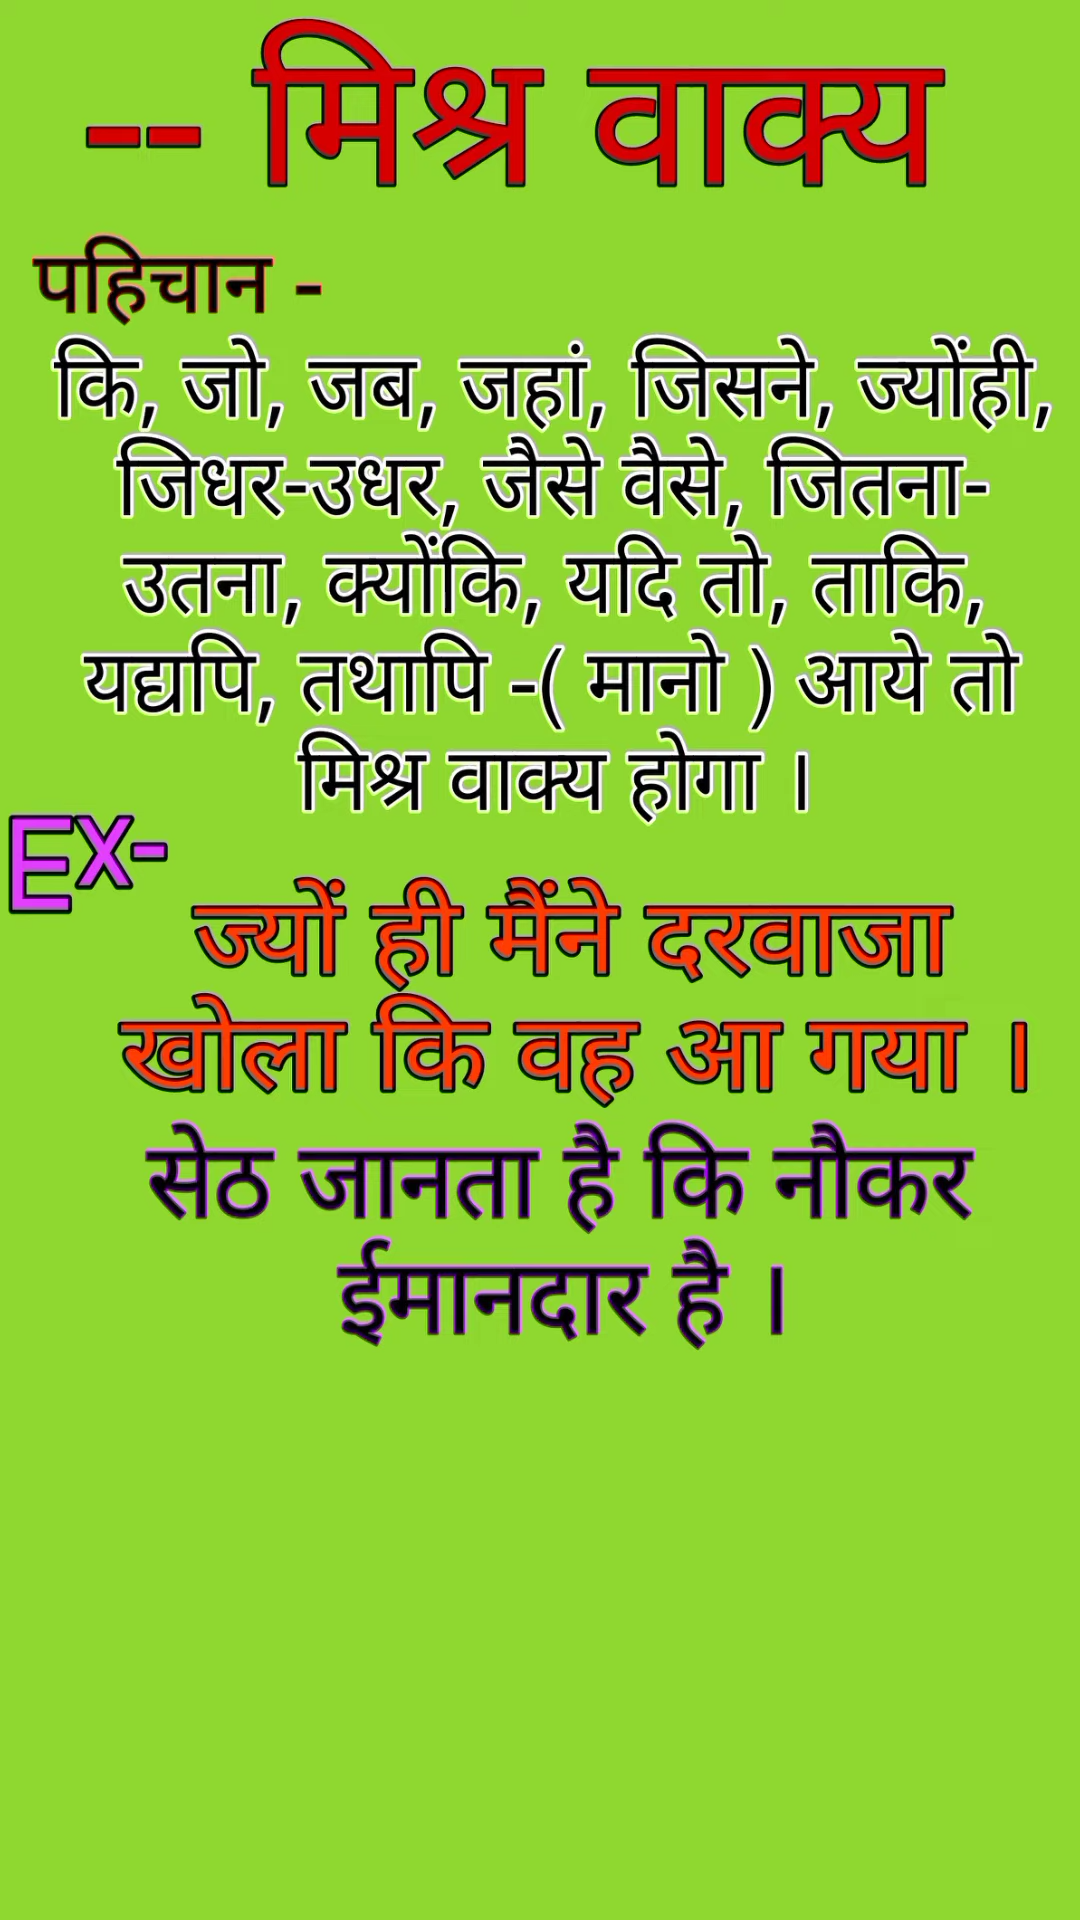 -- मिश्र वाक्य
पहिचान -
कि, जो, जब, जहां, जिसने, ज्योंही,
जिधर-उधर, जैसे वैसे, जितना-
उतना, क्योंकि, यदि तो, ताकि,
यद्यपि, तथापि -( मानो ) आये तो
मिश्र वाक्य होगा ।
Ex-
ज्यों ही मैंने दरवाजा
खोला कि वह आ गया ।
सेठ जानता है कि नौकर
ईमानदार है ।